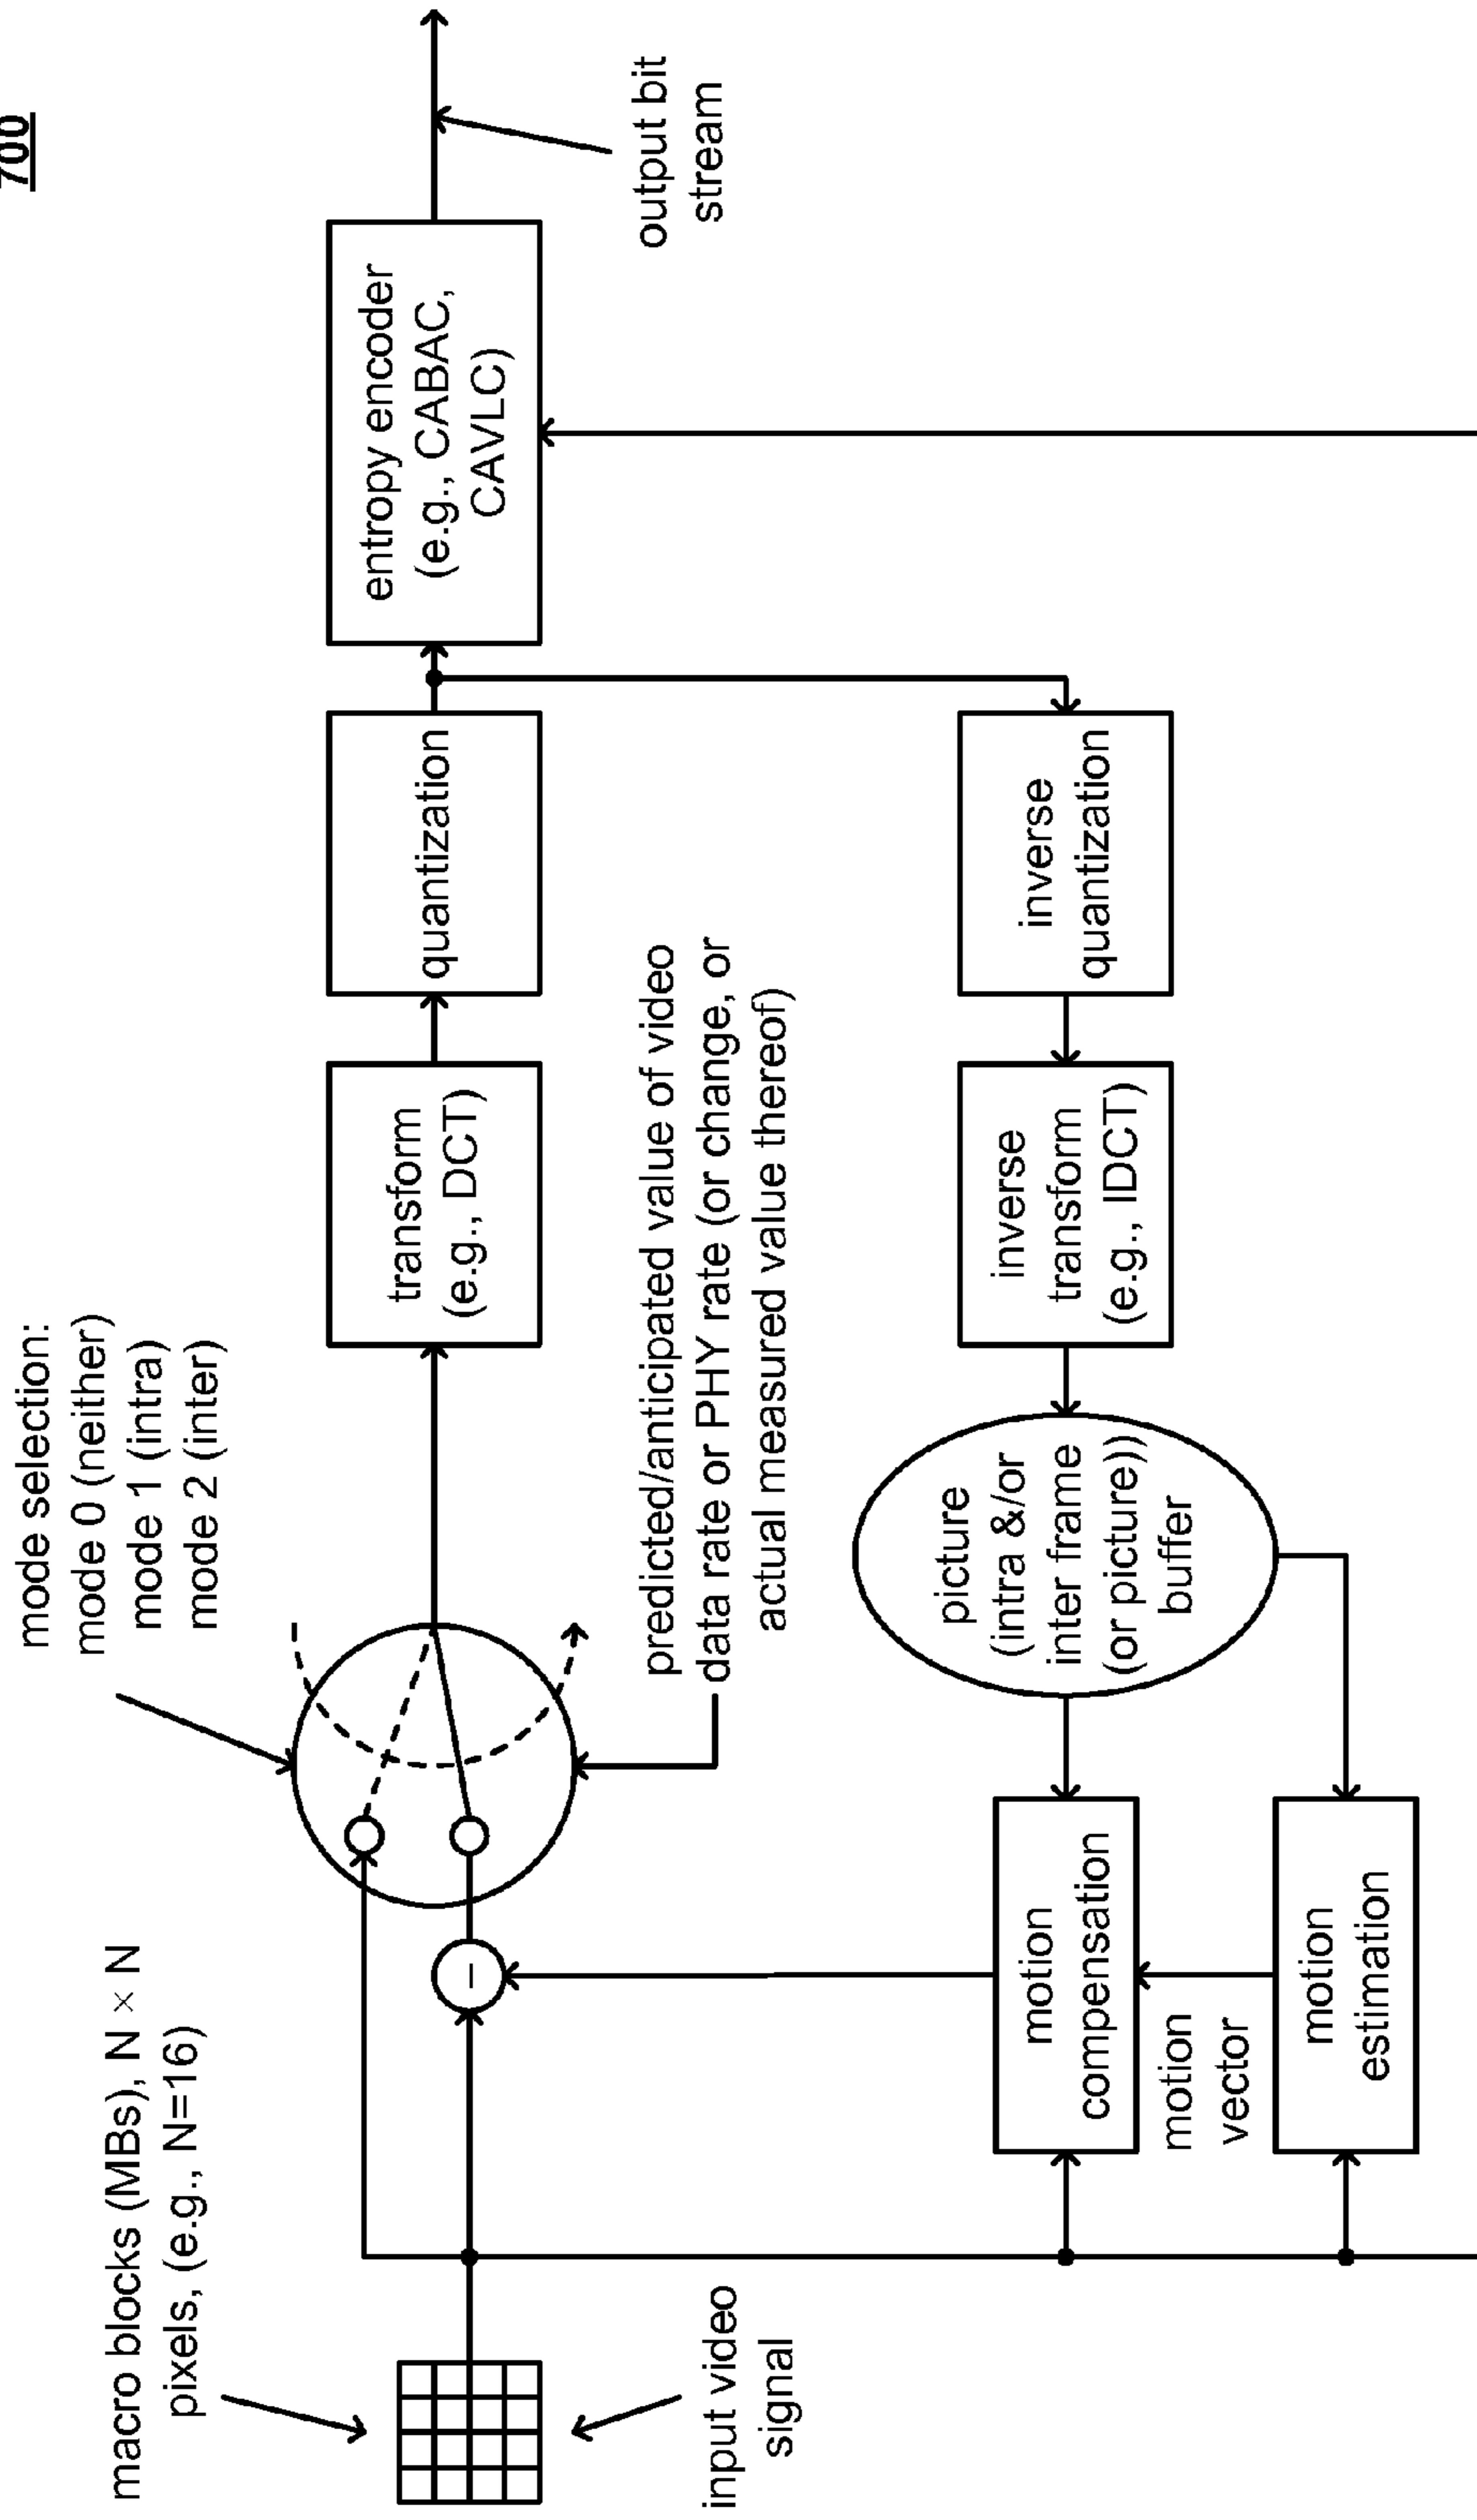 700
mode selection:
mode 0 (neither)
mode 1 (intra)
mode 2 (inter)
macro blocks (MBs), N × N
pixels, (e.g., N=16)
input video
signal
−
transform
(e.g., DCT)
quantization
entropy encoder
(e.g., CABAC,
CAVLC)
output bit
stream
predicted/anticipated value of video
data rate or PHY rate (or change, or
actual measured value thereof)
motion
compensation
motion
vector
motion
estimation
picture
(intra &/or
inter frame
(or picture))
buffer
inverse
transform
(e.g., IDCT)
inverse
quantization